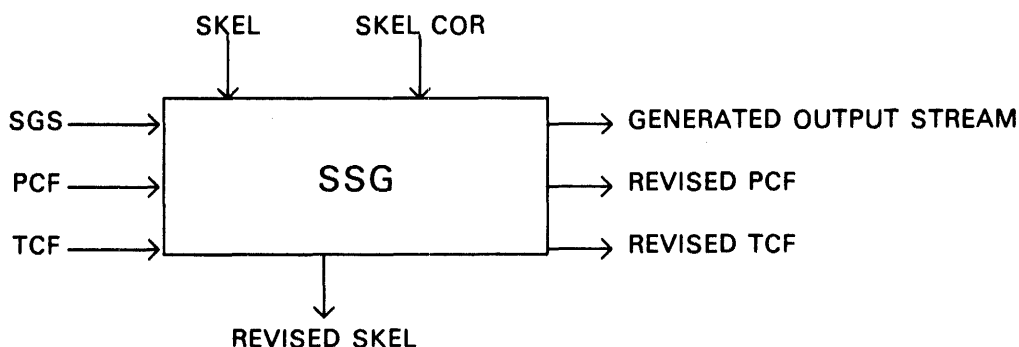 SKEL
SKEL COR
SGS
GENERATED OUTPUT STREAM
PCF
SSG
REVISED PCF
TCF
REVISED TCF
REVISED SKEL